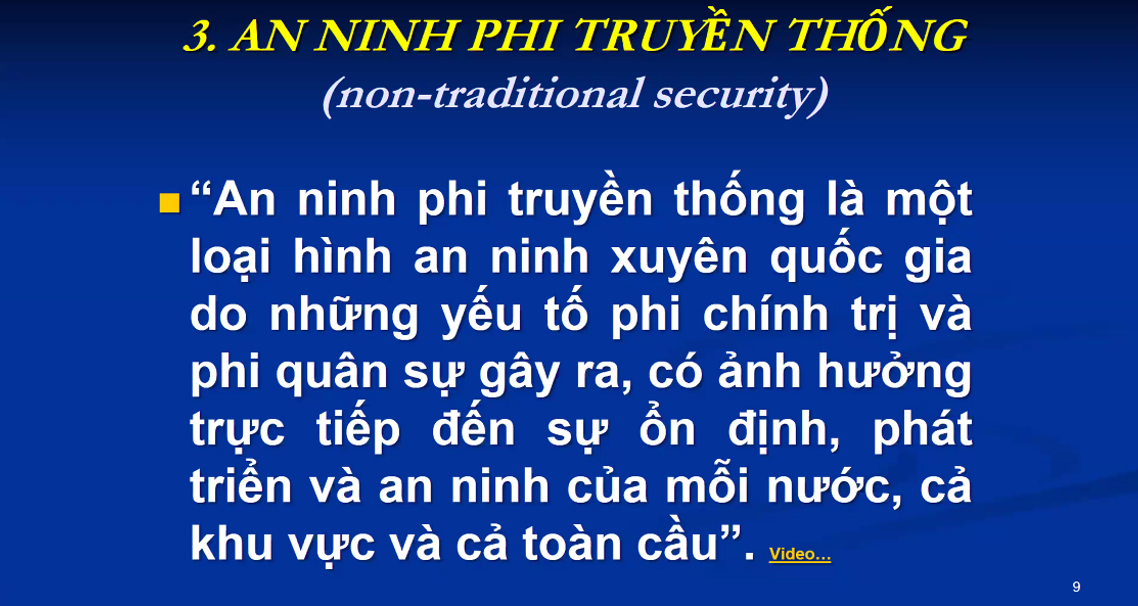 3. AN NINH PHI TRUYỀN THỐNG
(non-traditional security)
“An ninh phi truyền thống là một
loại hình an ninh xuyên quốc gia
do những yếu tố phi chính trị và
phi quân sự gây ra, có ảnh hưởng
trực tiếp đến sự ổn định, phát
triển và an ninh của mỗi nước, cả
khu vực và cả toàn cầu”. Video...
9